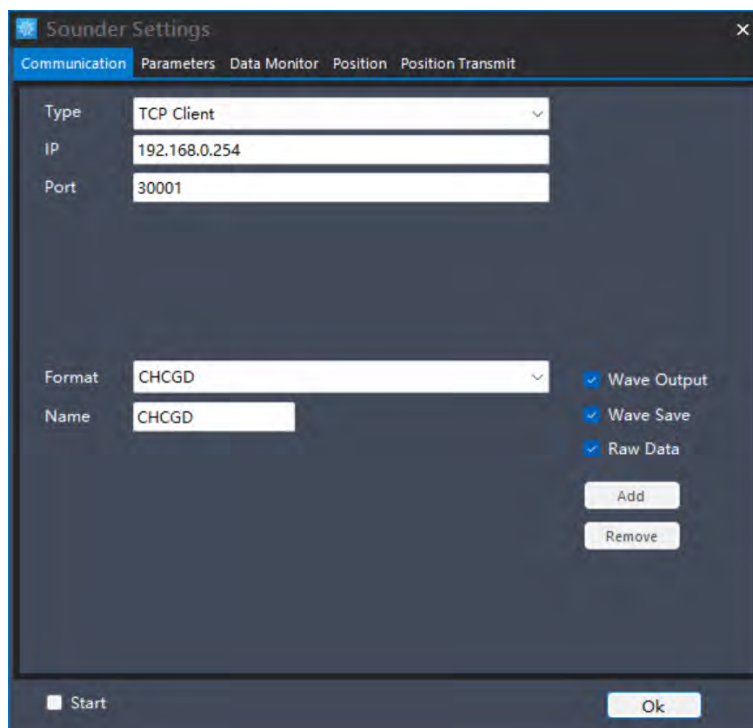 Sounder Settings
Communication Parameters Data Monitor Position Position Transmit
Type TCP Client
IP 192.168.0.254
Port 30001
Format CHCGD Wave Output
Name CHCGD Wave Save
Raw Data
Add
Remove
Start Ok